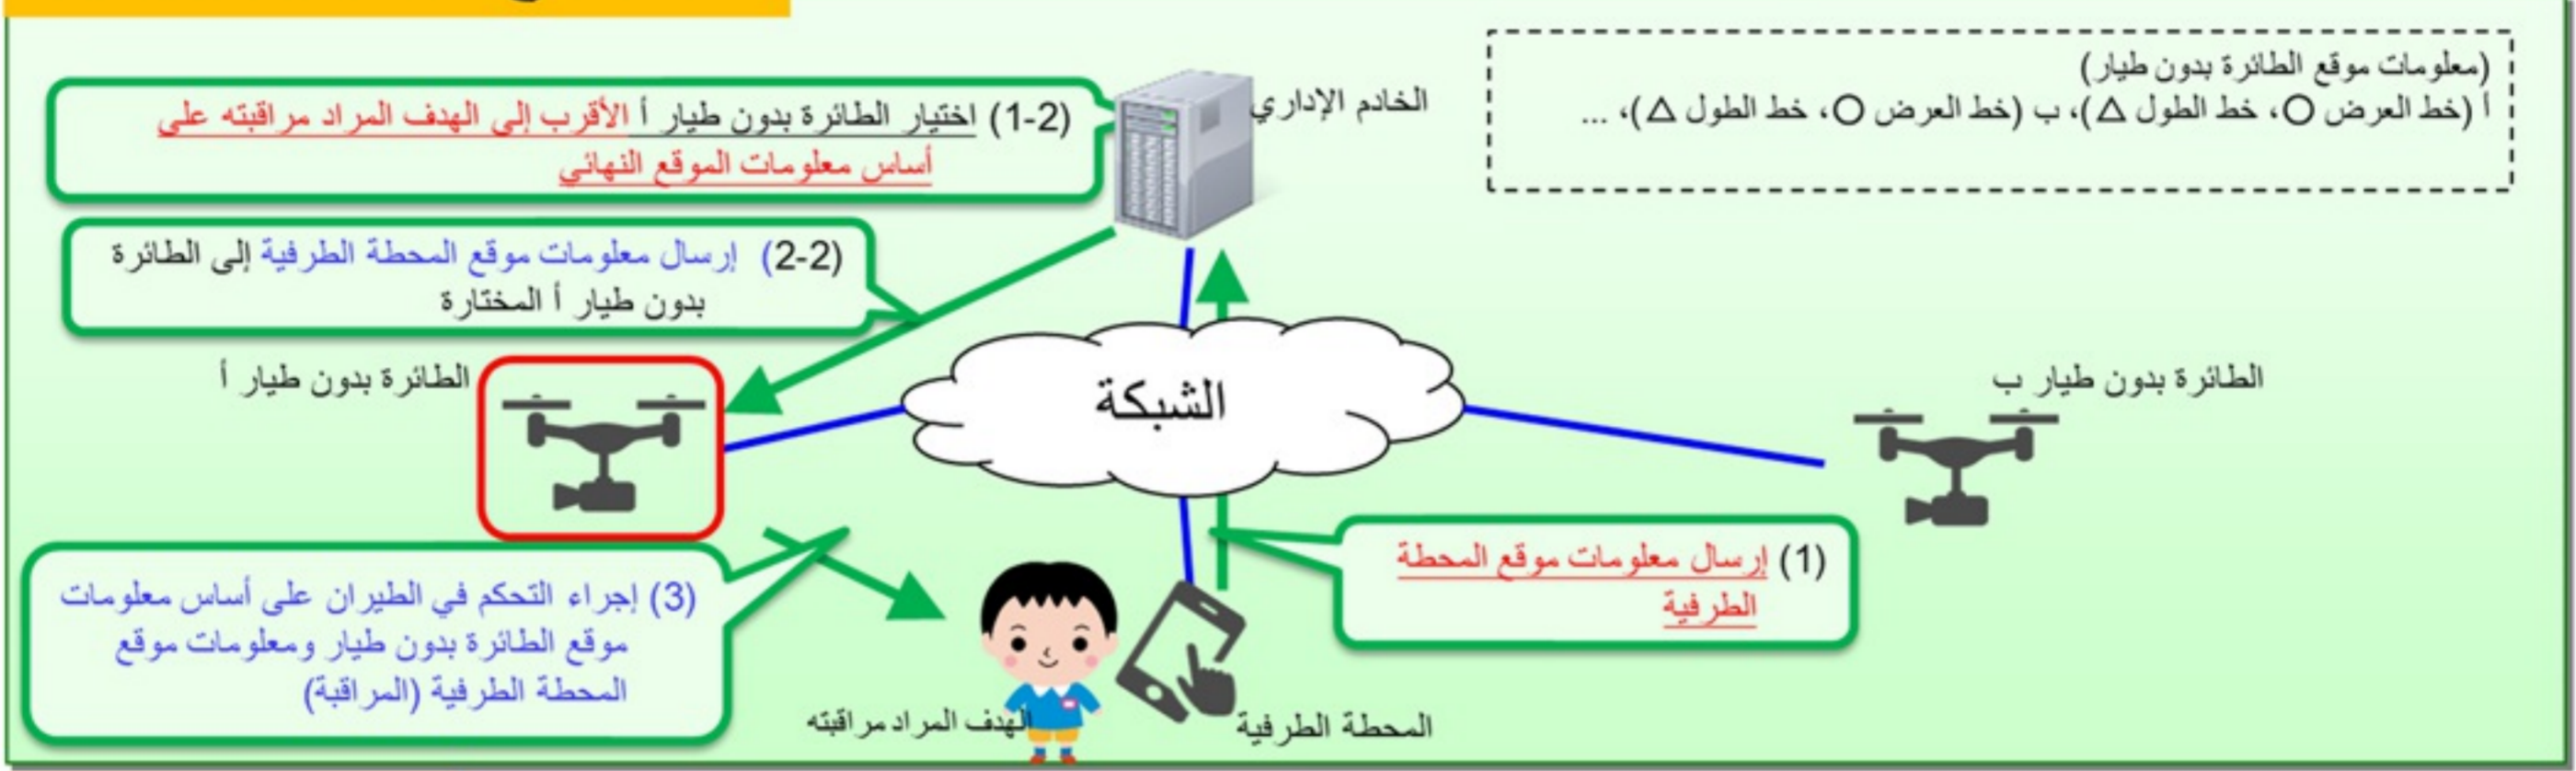 (معلومات موقع الطائرة بدون طيار)
أ (خط العرض ○، خط الطول △)، ب (خط العرض ○، خط الطول △)، ...
الخادم الإداري
(1-2) اختيار الطائرة بدون طيار أ الأقرب إلى الهدف المراد مراقبته على
أساس معلومات الموقع النهائي
(2-2) إرسال معلومات موقع المحطة الطرفية إلى الطائرة
بدون طيار أ المختارة
الطائرة بدون طيار ب
الشبكة
الطائرة بدون طيار أ
(1) إرسال معلومات موقع المحطة
الطرفية
(3) إجراء التحكم في الطيران على أساس معلومات
موقع الطائرة بدون طيار ومعلومات موقع
المحطة الطرفية (المراقبة)
المحطة الطرفية
الهدف المراد مراقبته